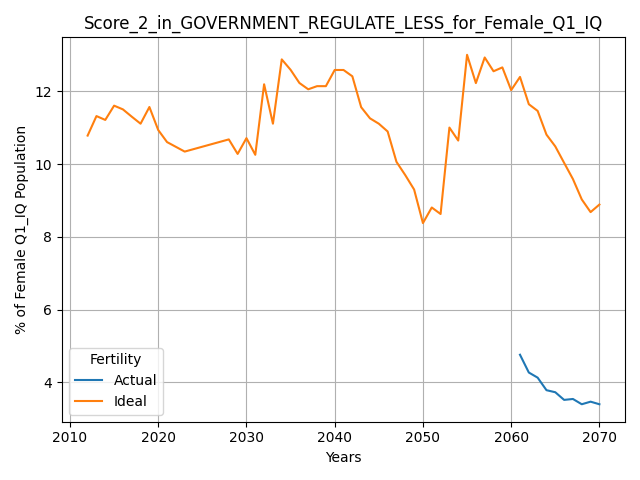 Score_2_in_GOVERNMENT_REGULATE_LESS_for_Female_Q1_IQ
% of Female Q1_IQ Population
12
10
8
6
4
Fertility
Actual
Ideal
2010 2020 2030 2040 2050 2060 2070
Years